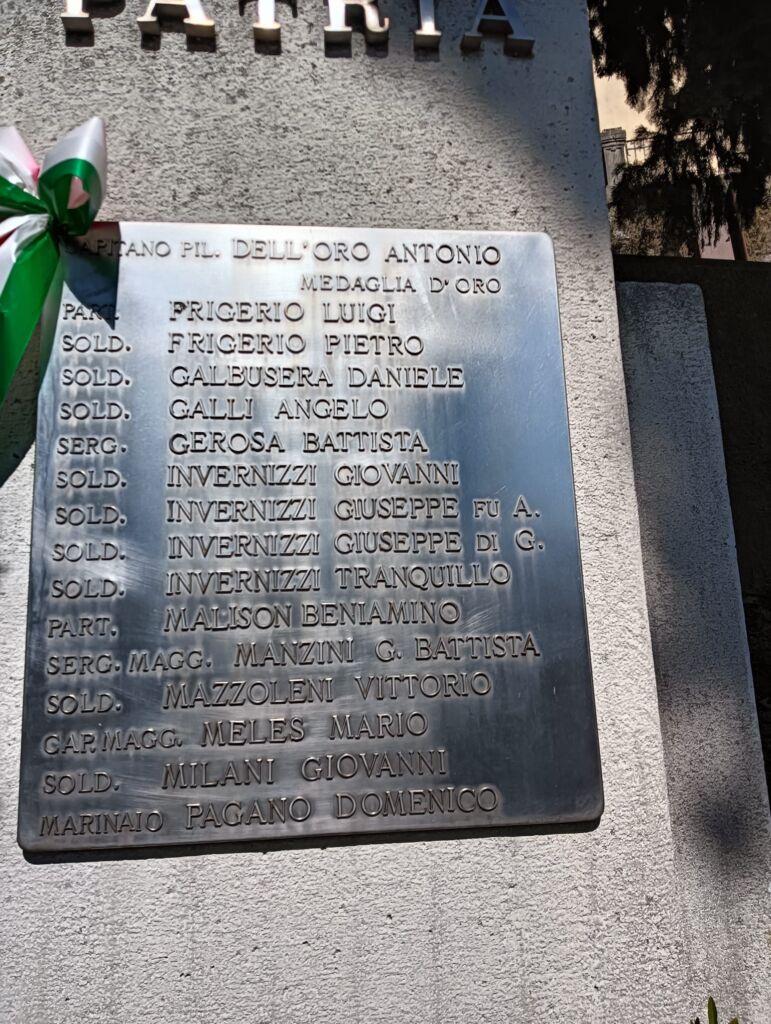 PATRIA
CAPITANO PIL. DELL'ORO ANTONIO
MEDAGLIA D'ORO
PART. FRIGERIO LUIGI
SOLD. FRIGERIO PIETRO
SOLD. GALBUSERA DANIELE
SOLD. GALLI ANGELO
SERG. GEROSA BATTISTA
SOLD. INVERNIZZI GIOVANNI
SOLD. INVERNIZZI GIUSEPPE FU A.
SOLD. INVERNIZZI GIUSEPPE DI G.
SOLD. INVERNIZZI TRANQUILLO
PART. MALISON BENIAMINO
SERG. MAGG. MANZINI G. BATTISTA
SOLD. MAZZOLENI VITTORIO
CAP. MAGG. MELES MARIO
SOLD. MILANI GIOVANNI
MARINAIO PAGANO DOMENICO